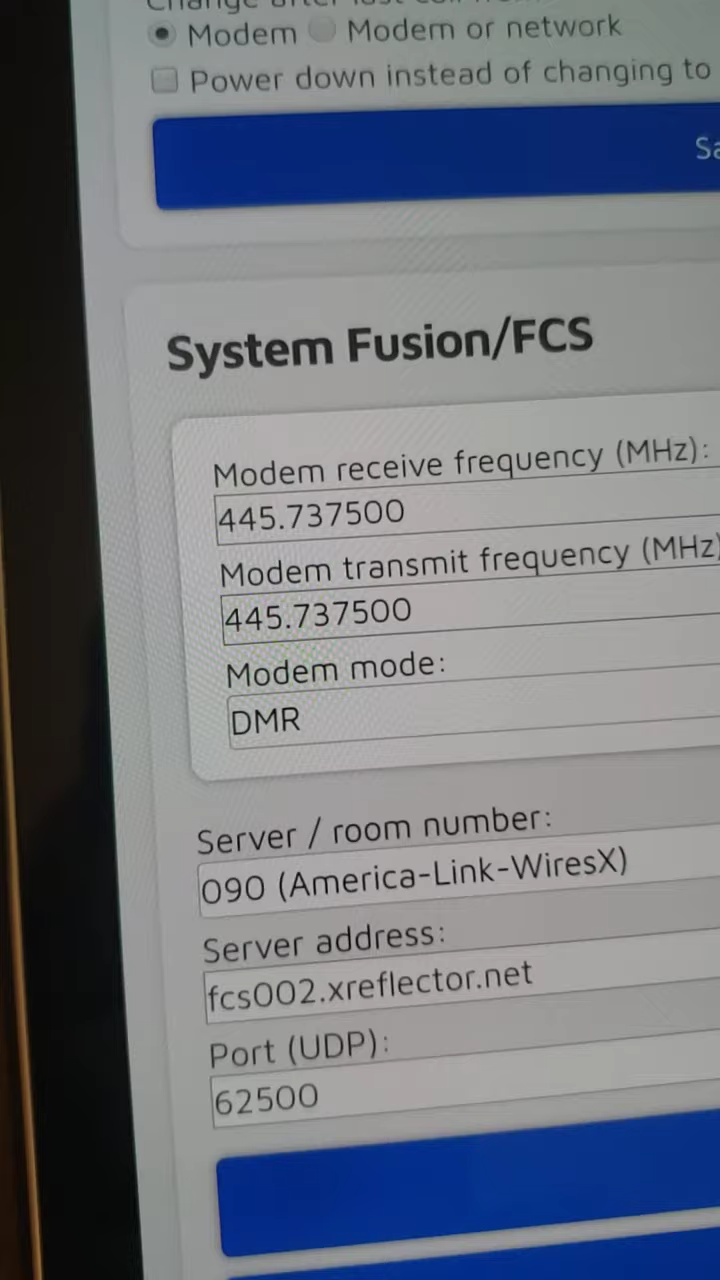 Modem Modem or network
Power down instead of changing to
System Fusion/FCS
Modem receive frequency (MHz):
445.737500
Modem transmit frequency (MHz)
445.737500
Modem mode:
DMR
Server / room number:
090 (America-Link-WiresX)
Server address:
fcs002.xreflector.net
Port (UDP):
62500